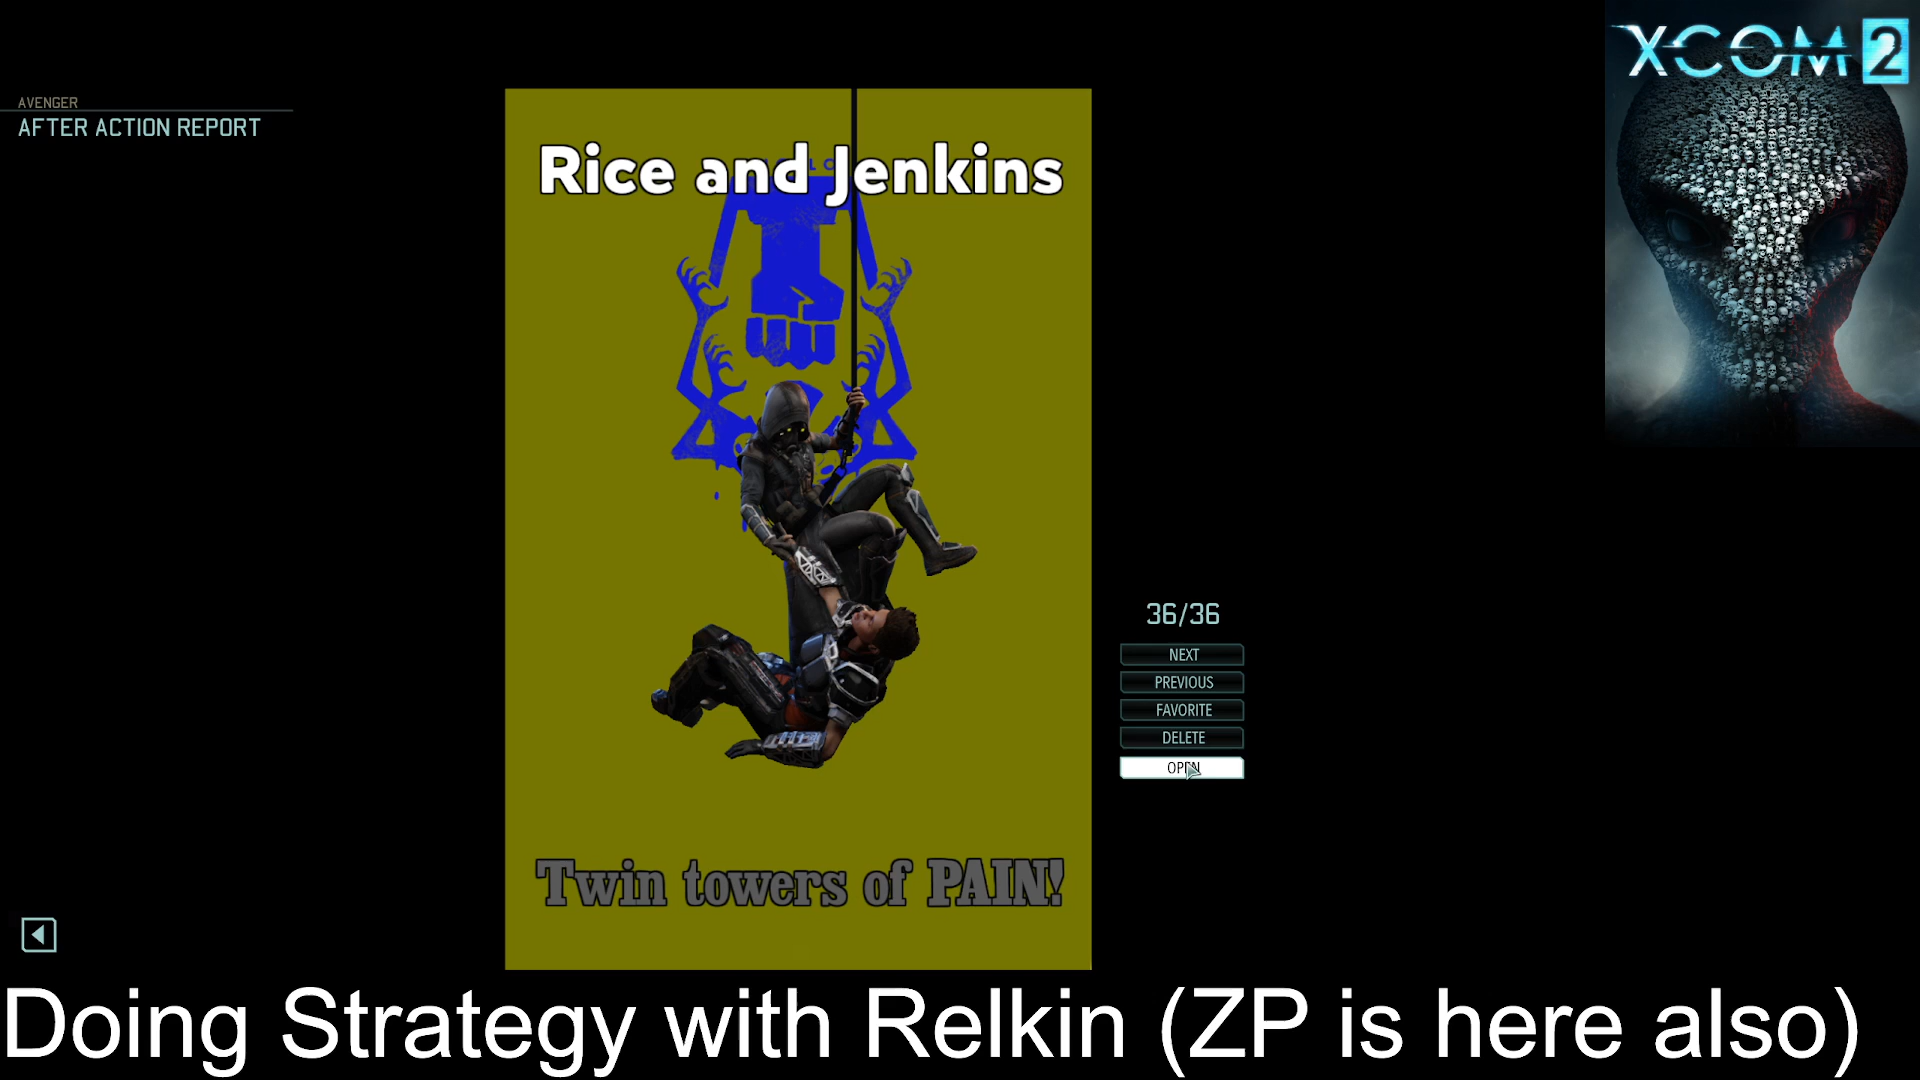 XCOM 2
AVENGER
AFTER ACTION REPORT
Rice and Jenkins
36/36
NEXT
PREVIOUS
FAVORITE
DELETE
OPEN
Twin towers of PAIN!
Doing Strategy with Relkin (ZP is here also)